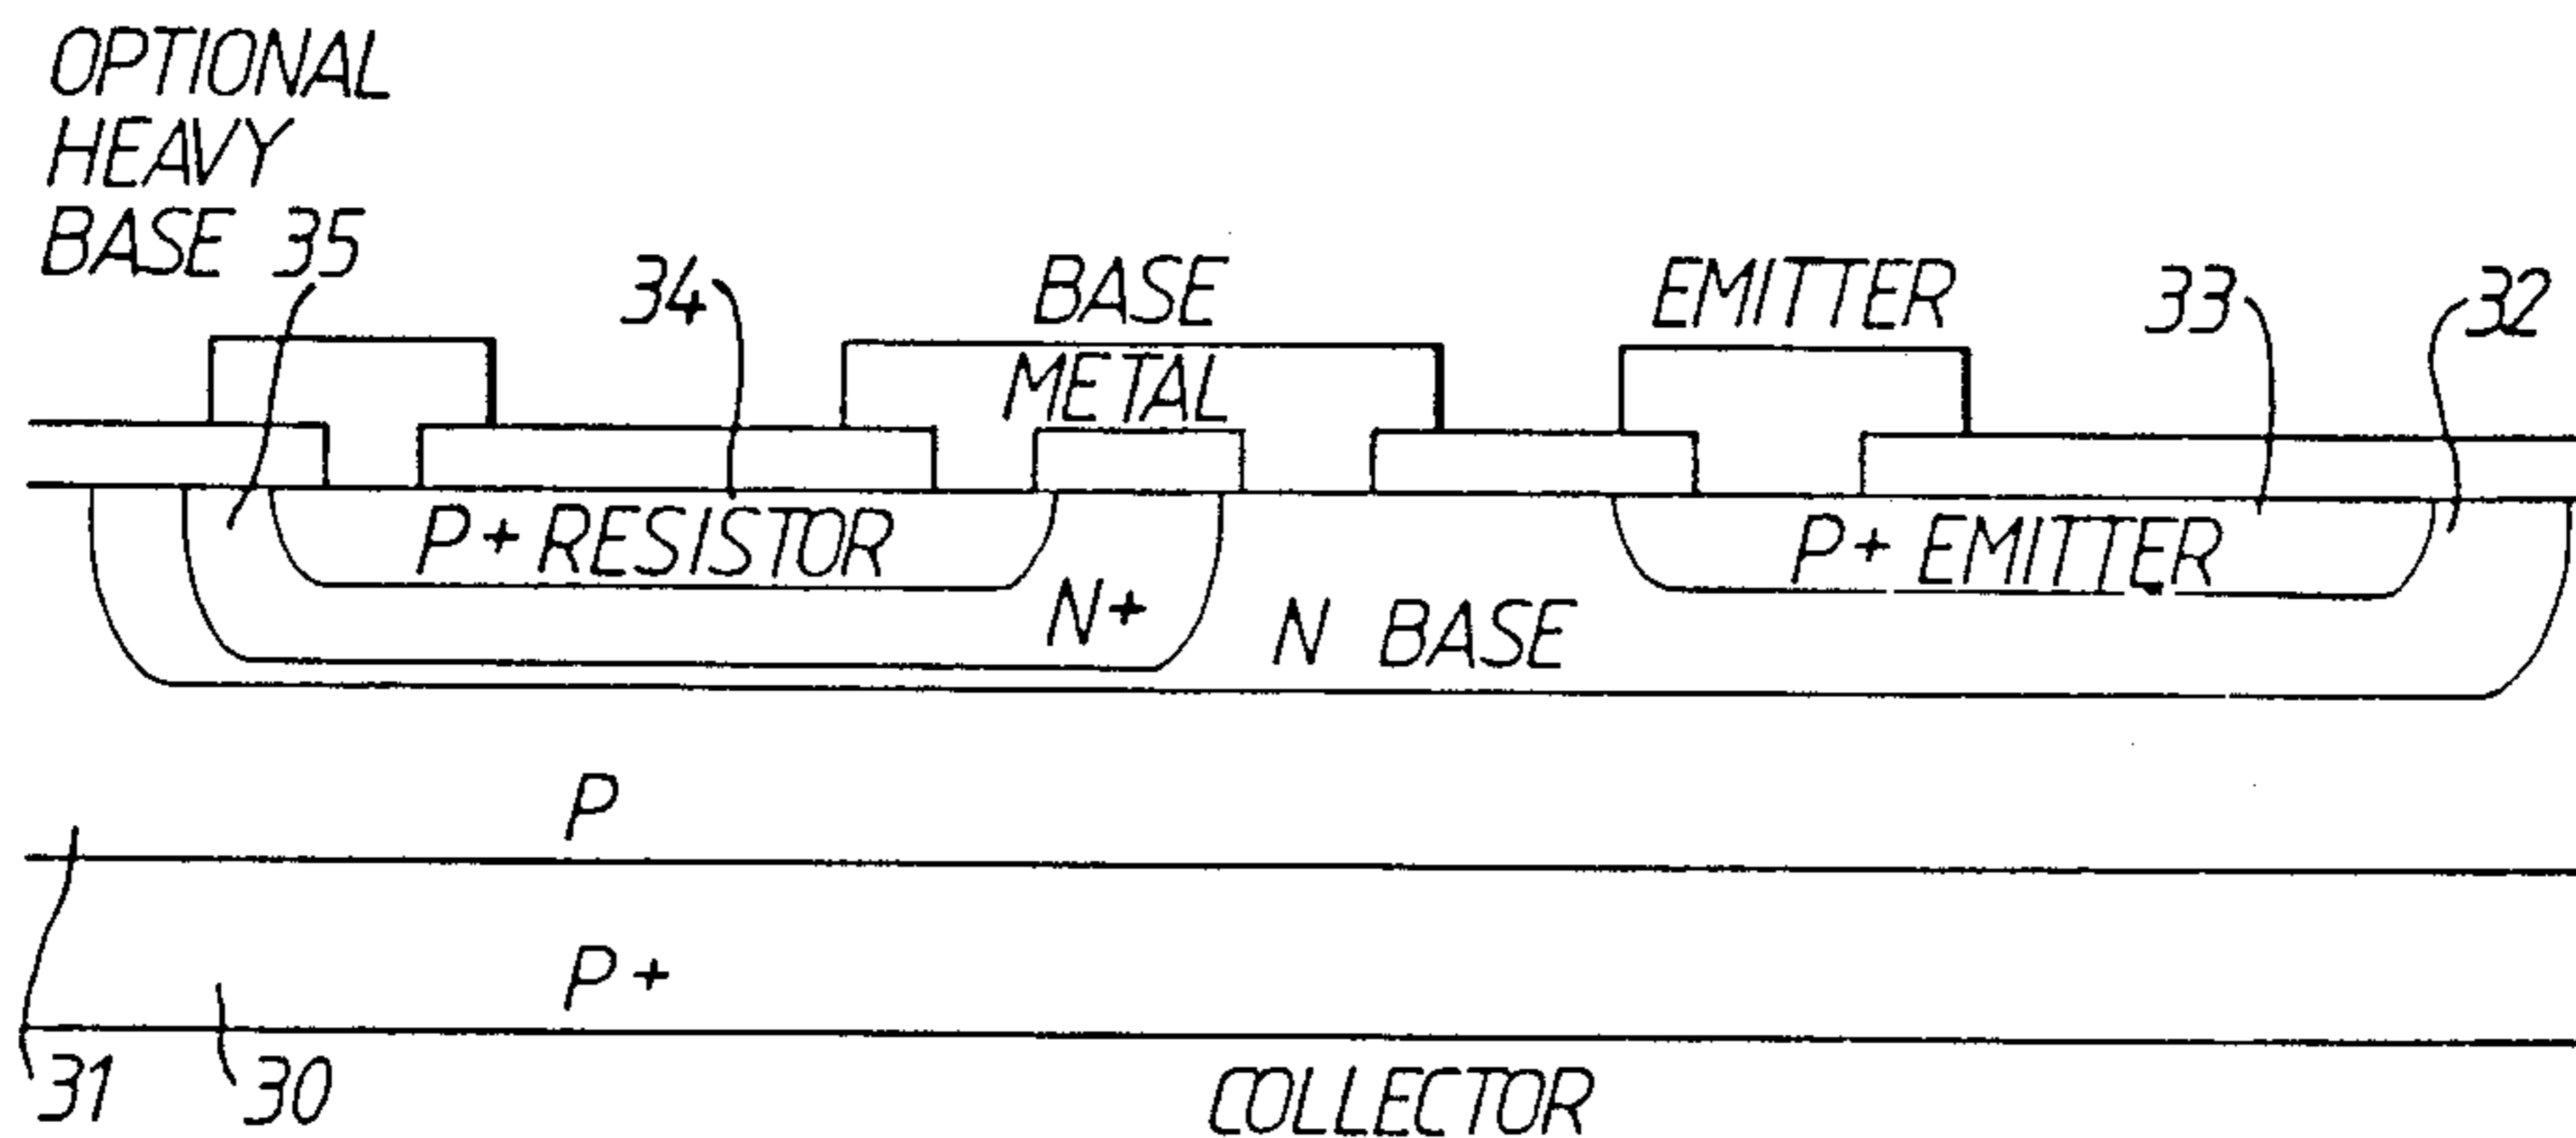 OPTIONAL
HEAVY
BASE 35
34
BASE
METAL
EMITTER
33
32
P+ RESISTOR
N+
N BASE
P+ EMITTER
P
P+
31
30
COLLECTOR